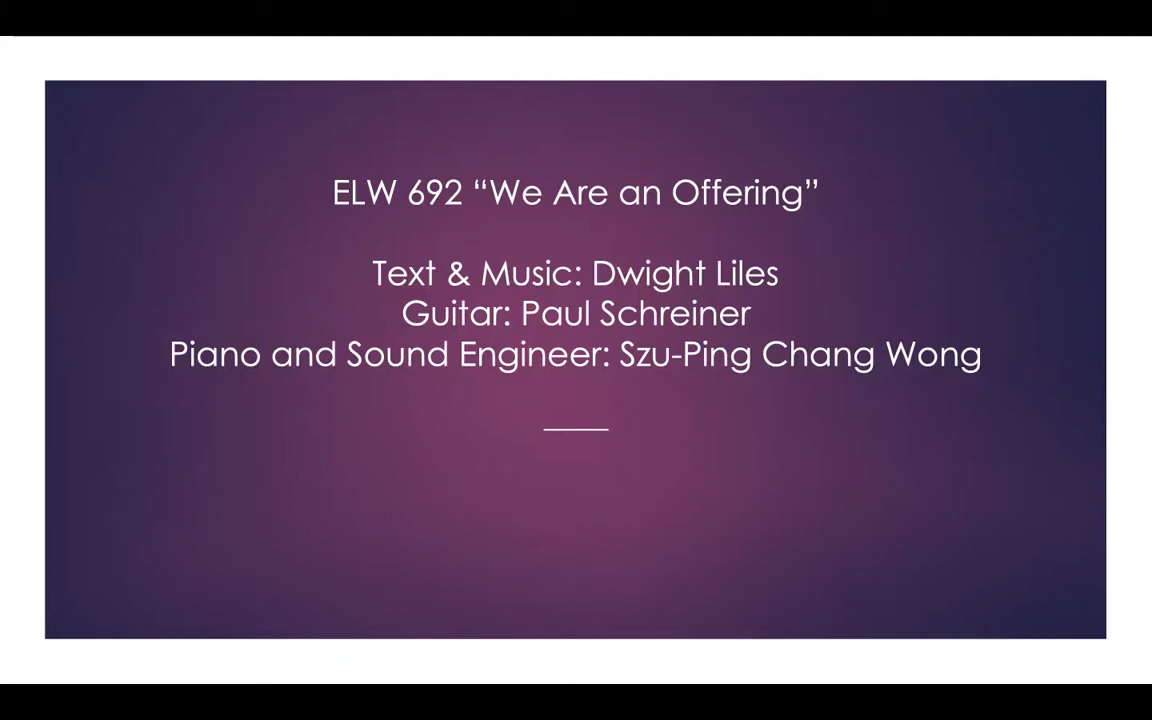 ELW 692 “We Are an Offering”
Text & Music: Dwight Liles
Guitar: Paul Schreiner
Piano and Sound Engineer: Szu-Ping Chang Wong